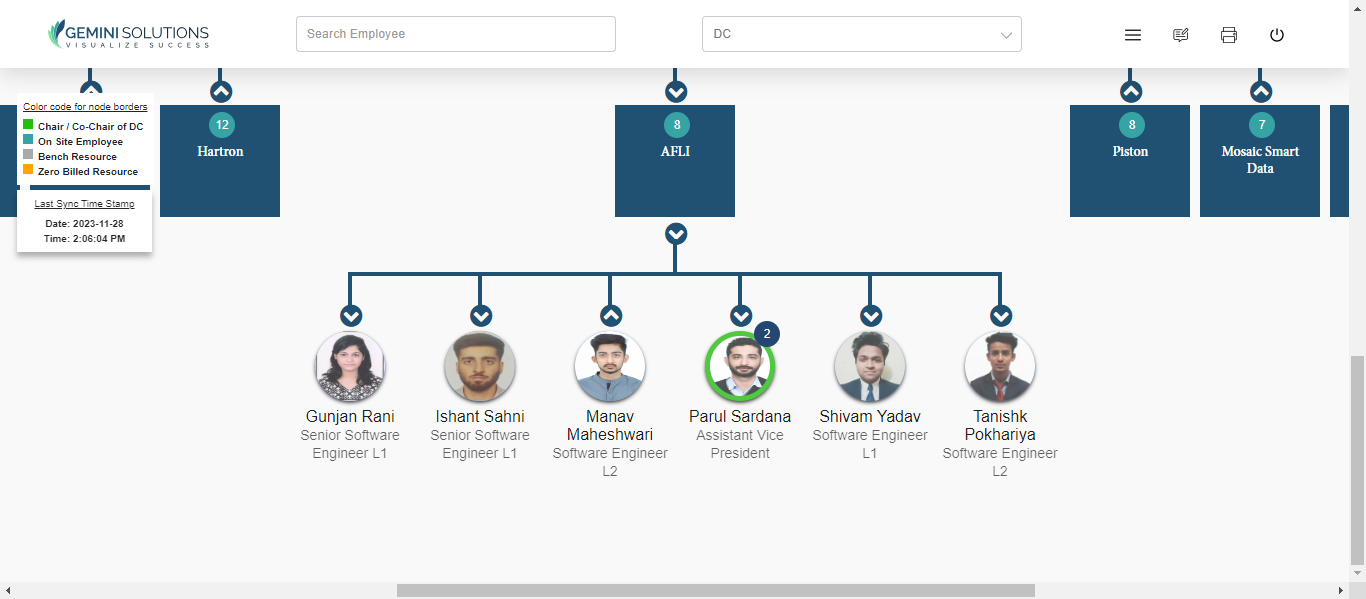 GEMINI SOLUTIONS
VISUALIZE SUCCESS
Search Employee
DC
Color code for node borders
Chair / Co-Chair of DC
On Site Employee
Bench Resource
Zero Billed Resource
Last Sync Time Stamp
Date: 2023-11-28
Time: 2:06:04 PM
12
Hartron
8
AFLI
8
Piston
7
Mosaic Smart
Data
2
Gunjan Rani
Senior Software
Engineer L1
Ishant Sahni
Senior Software
Engineer L1
Manav
Maheshwari
Software Engineer
L2
Parul Sardana
Assistant Vice
President
Shivam Yadav
Software Engineer
L1
Tanishk
Pokhariya
Software Engineer
L2